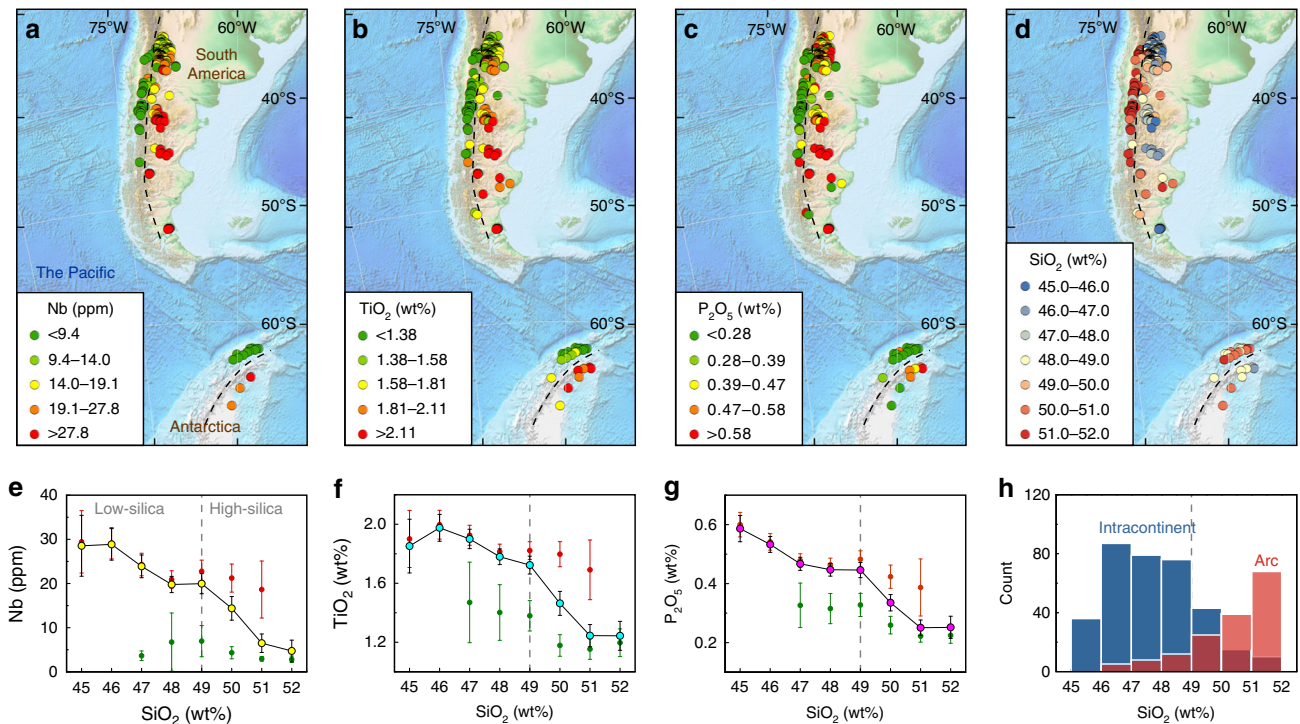 75°W 60°W
a
South
America
40°S
50°S
The Pacific
60°S
Antarctica
Nb (ppm)
<9.4
9.4–14.0
14.0–19.1
19.1–27.8
>27.8
75°W 60°W
b
40°S
50°S
60°S
TiO₂ (wt%)
<1.38
1.38–1.58
1.58–1.81
1.81–2.11
>2.11
75°W 60°W
c
40°S
50°S
60°S
P₂O₅ (wt%)
<0.28
0.28–0.39
0.39–0.47
0.47–0.58
>0.58
75°W 60°W
d
40°S
50°S
60°S
SiO₂ (wt%)
45.0–46.0
46.0–47.0
47.0–48.0
48.0–49.0
49.0–50.0
50.0–51.0
51.0–52.0
e
Low-silica High-silica
Nb (ppm)
40
30
20
10
0
45 46 47 48 49 50 51 52
SiO₂ (wt%)
f
TiO₂ (wt%)
2.0
1.6
1.2
45 46 47 48 49 50 51 52
SiO₂ (wt%)
g
P₂O₅ (wt%)
0.6
0.4
0.2
45 46 47 48 49 50 51 52
SiO₂ (wt%)
h
Intracontinent
Arc
Count
120
80
40
0
45 46 47 48 49 50 51 52
SiO₂ (wt%)